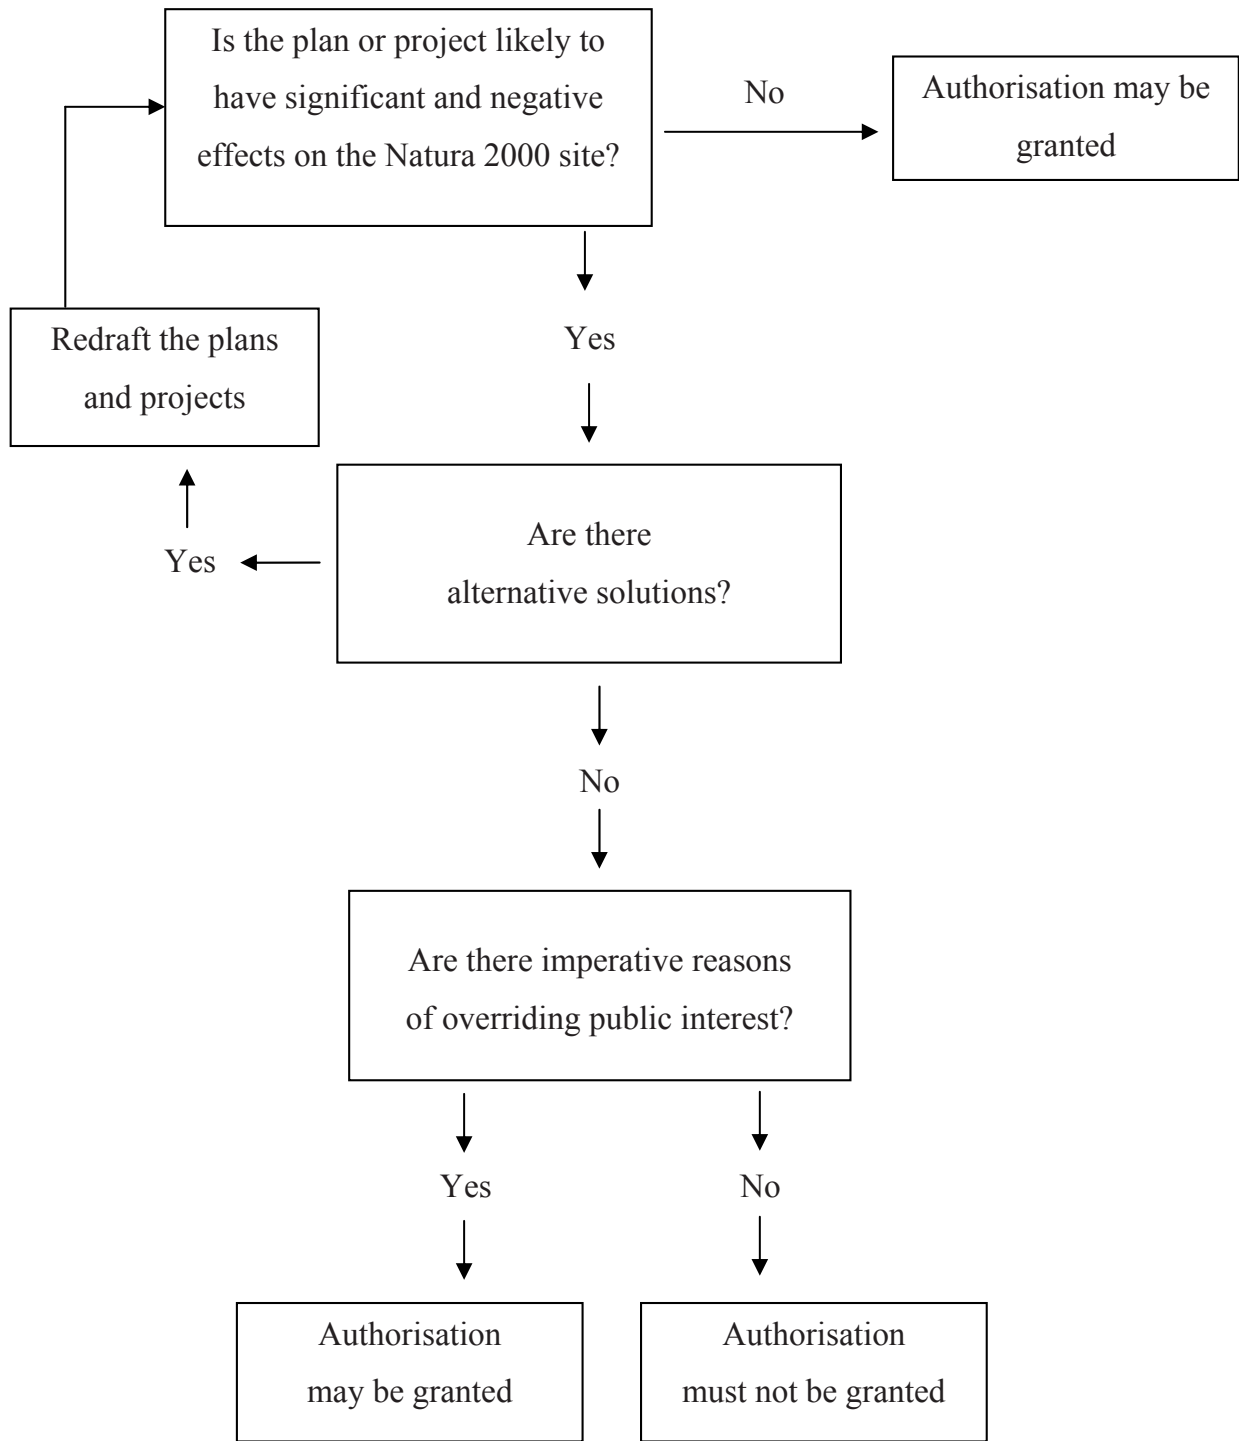 Is the plan or project likely to
have significant and negative
effects on the Natura 2000 site?
No
Authorisation may be
granted
Redraft the plans
and projects
Yes
Are there
alternative solutions?
Yes
No
Are there imperative reasons
of overriding public interest?
Yes
No
Authorisation
may be granted
Authorisation
must not be granted